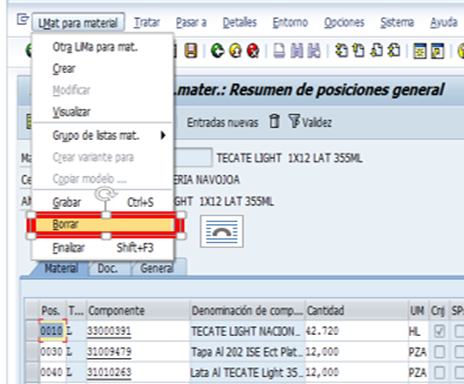 LMat para material Tratar Pasar a Detalles Entorno Opciones Sistema Ayuda
Otra LiMa para mat.
Crear
Modificar
Visualizar
Grupo de listas mat.
Crear variante para
Copiar modelo ...
Grabar Ctrl+S
Borrar
Finalizar Shift+F3
.mater.: Resumen de posiciones general
Entradas nuevas Validez
TECATE LIGHT 1X12 LAT 355ML
ERIA NAVOJOA
GHT 1X12 LAT 355ML
Material Doc. General
Pos. T... Componente Denominación de comp... Cantidad UM Cnj SP
0010 L 33000391 TECATE LIGHT NACION... 42.720 HL
0030 L 31009479 Tapa Al 202 ISE Ect Plat... 12,000 PZA
0040 L 31010263 Lata Al TECATE Light 35... 12,000 PZA